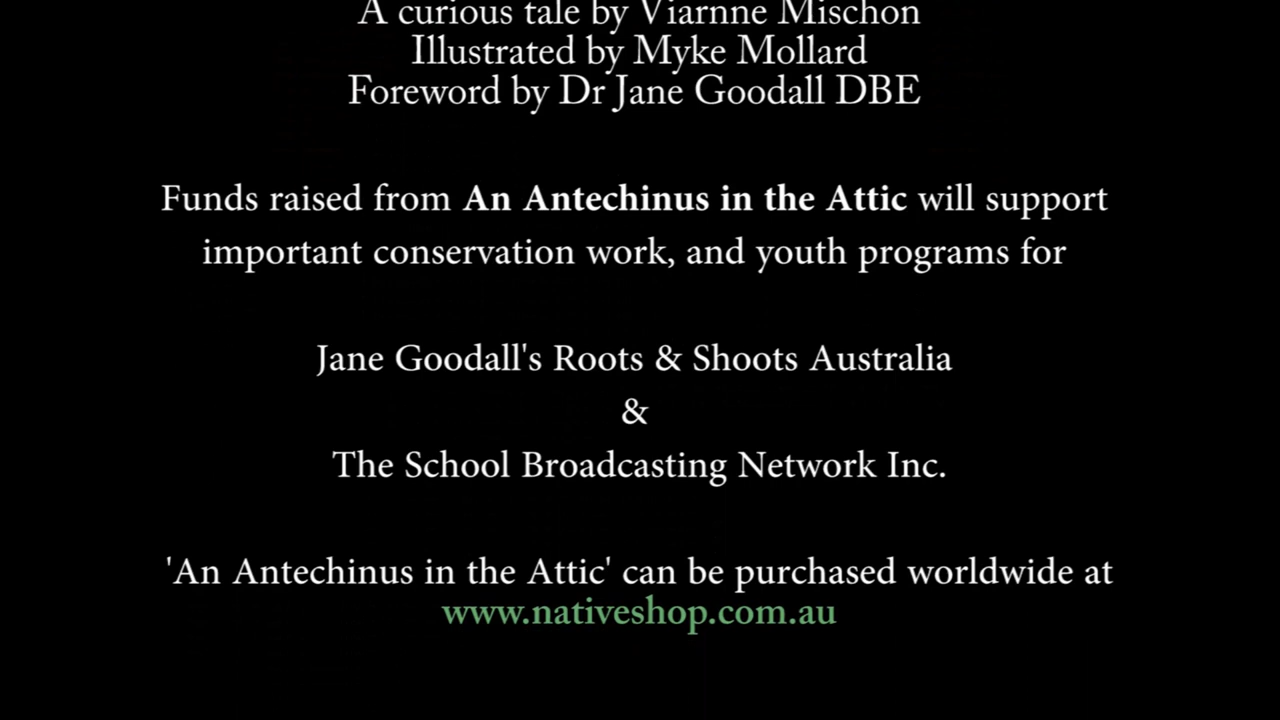 A curious tale by Viarnne Mischon
Illustrated by Myke Mollard
Foreword by Dr Jane Goodall DBE
Funds raised from An Antechinus in the Attic will support
important conservation work, and youth programs for
Jane Goodall's Roots & Shoots Australia
&
The School Broadcasting Network Inc.
'An Antechinus in the Attic' can be purchased worldwide at
www.nativeshop.com.au